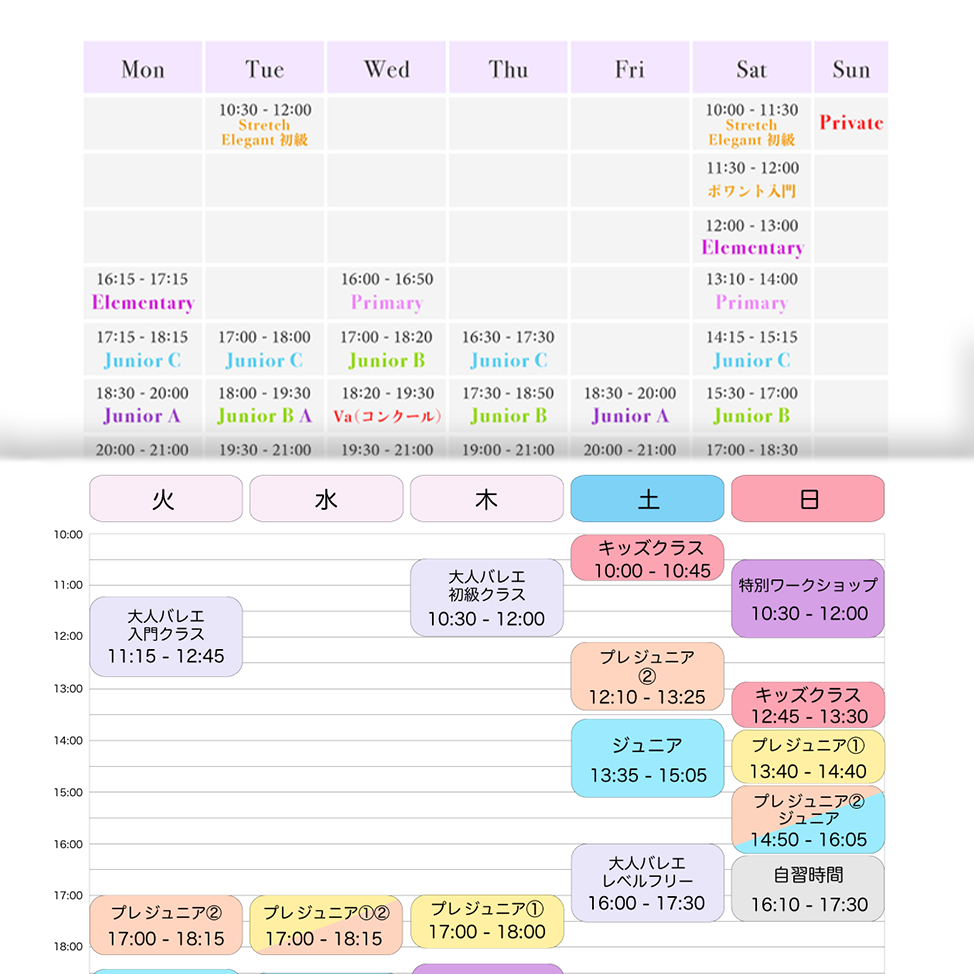 Mon Tue Wed Thu Fri Sat Sun
10:30 - 12:00
Stretch
Elegant 初級
10:00 - 11:30
Stretch
Elegant 初級
Private
11:30 - 12:00
ポワント入門
12:00 - 13:00
Elementary
16:15 - 17:15
Elementary
16:00 - 16:50
Primary
13:10 - 14:00
Primary
17:15 - 18:15
Junior C
17:00 - 18:00
Junior C
17:00 - 18:20
Junior B
16:30 - 17:30
Junior C
14:15 - 15:15
Junior C
18:30 - 20:00
Junior A
18:00 - 19:30
Junior B A
18:20 - 19:30
Va(コンクール)
17:30 - 18:50
Junior B
18:30 - 20:00
Junior A
15:30 - 17:00
Junior B
20:00 - 21:00
19:30 - 21:00
19:30 - 21:00
19:00 - 21:00
20:00 - 21:00
17:00 - 18:30
火 水 木 土 日
10:00
キッズクラス
10:00 - 10:45
大人バレエ
初級クラス
10:30 - 12:00
特別ワークショップ
10:30 - 12:00
11:00
大人バレエ
入門クラス
11:15 - 12:45
12:00
プレジュニア
②
12:10 - 13:25
13:00
キッズクラス
12:45 - 13:30
ジュニア
13:35 - 15:05
プレジュニア①
13:40 - 14:40
14:00
プレジュニア②
ジュニア
14:50 - 16:05
15:00
16:00
大人バレエ
レベルフリー
16:00 - 17:30
自習時間
16:10 - 17:30
17:00
プレジュニア②
17:00 - 18:15
プレジュニア①②
17:00 - 18:15
プレジュニア①
17:00 - 18:00
18:00